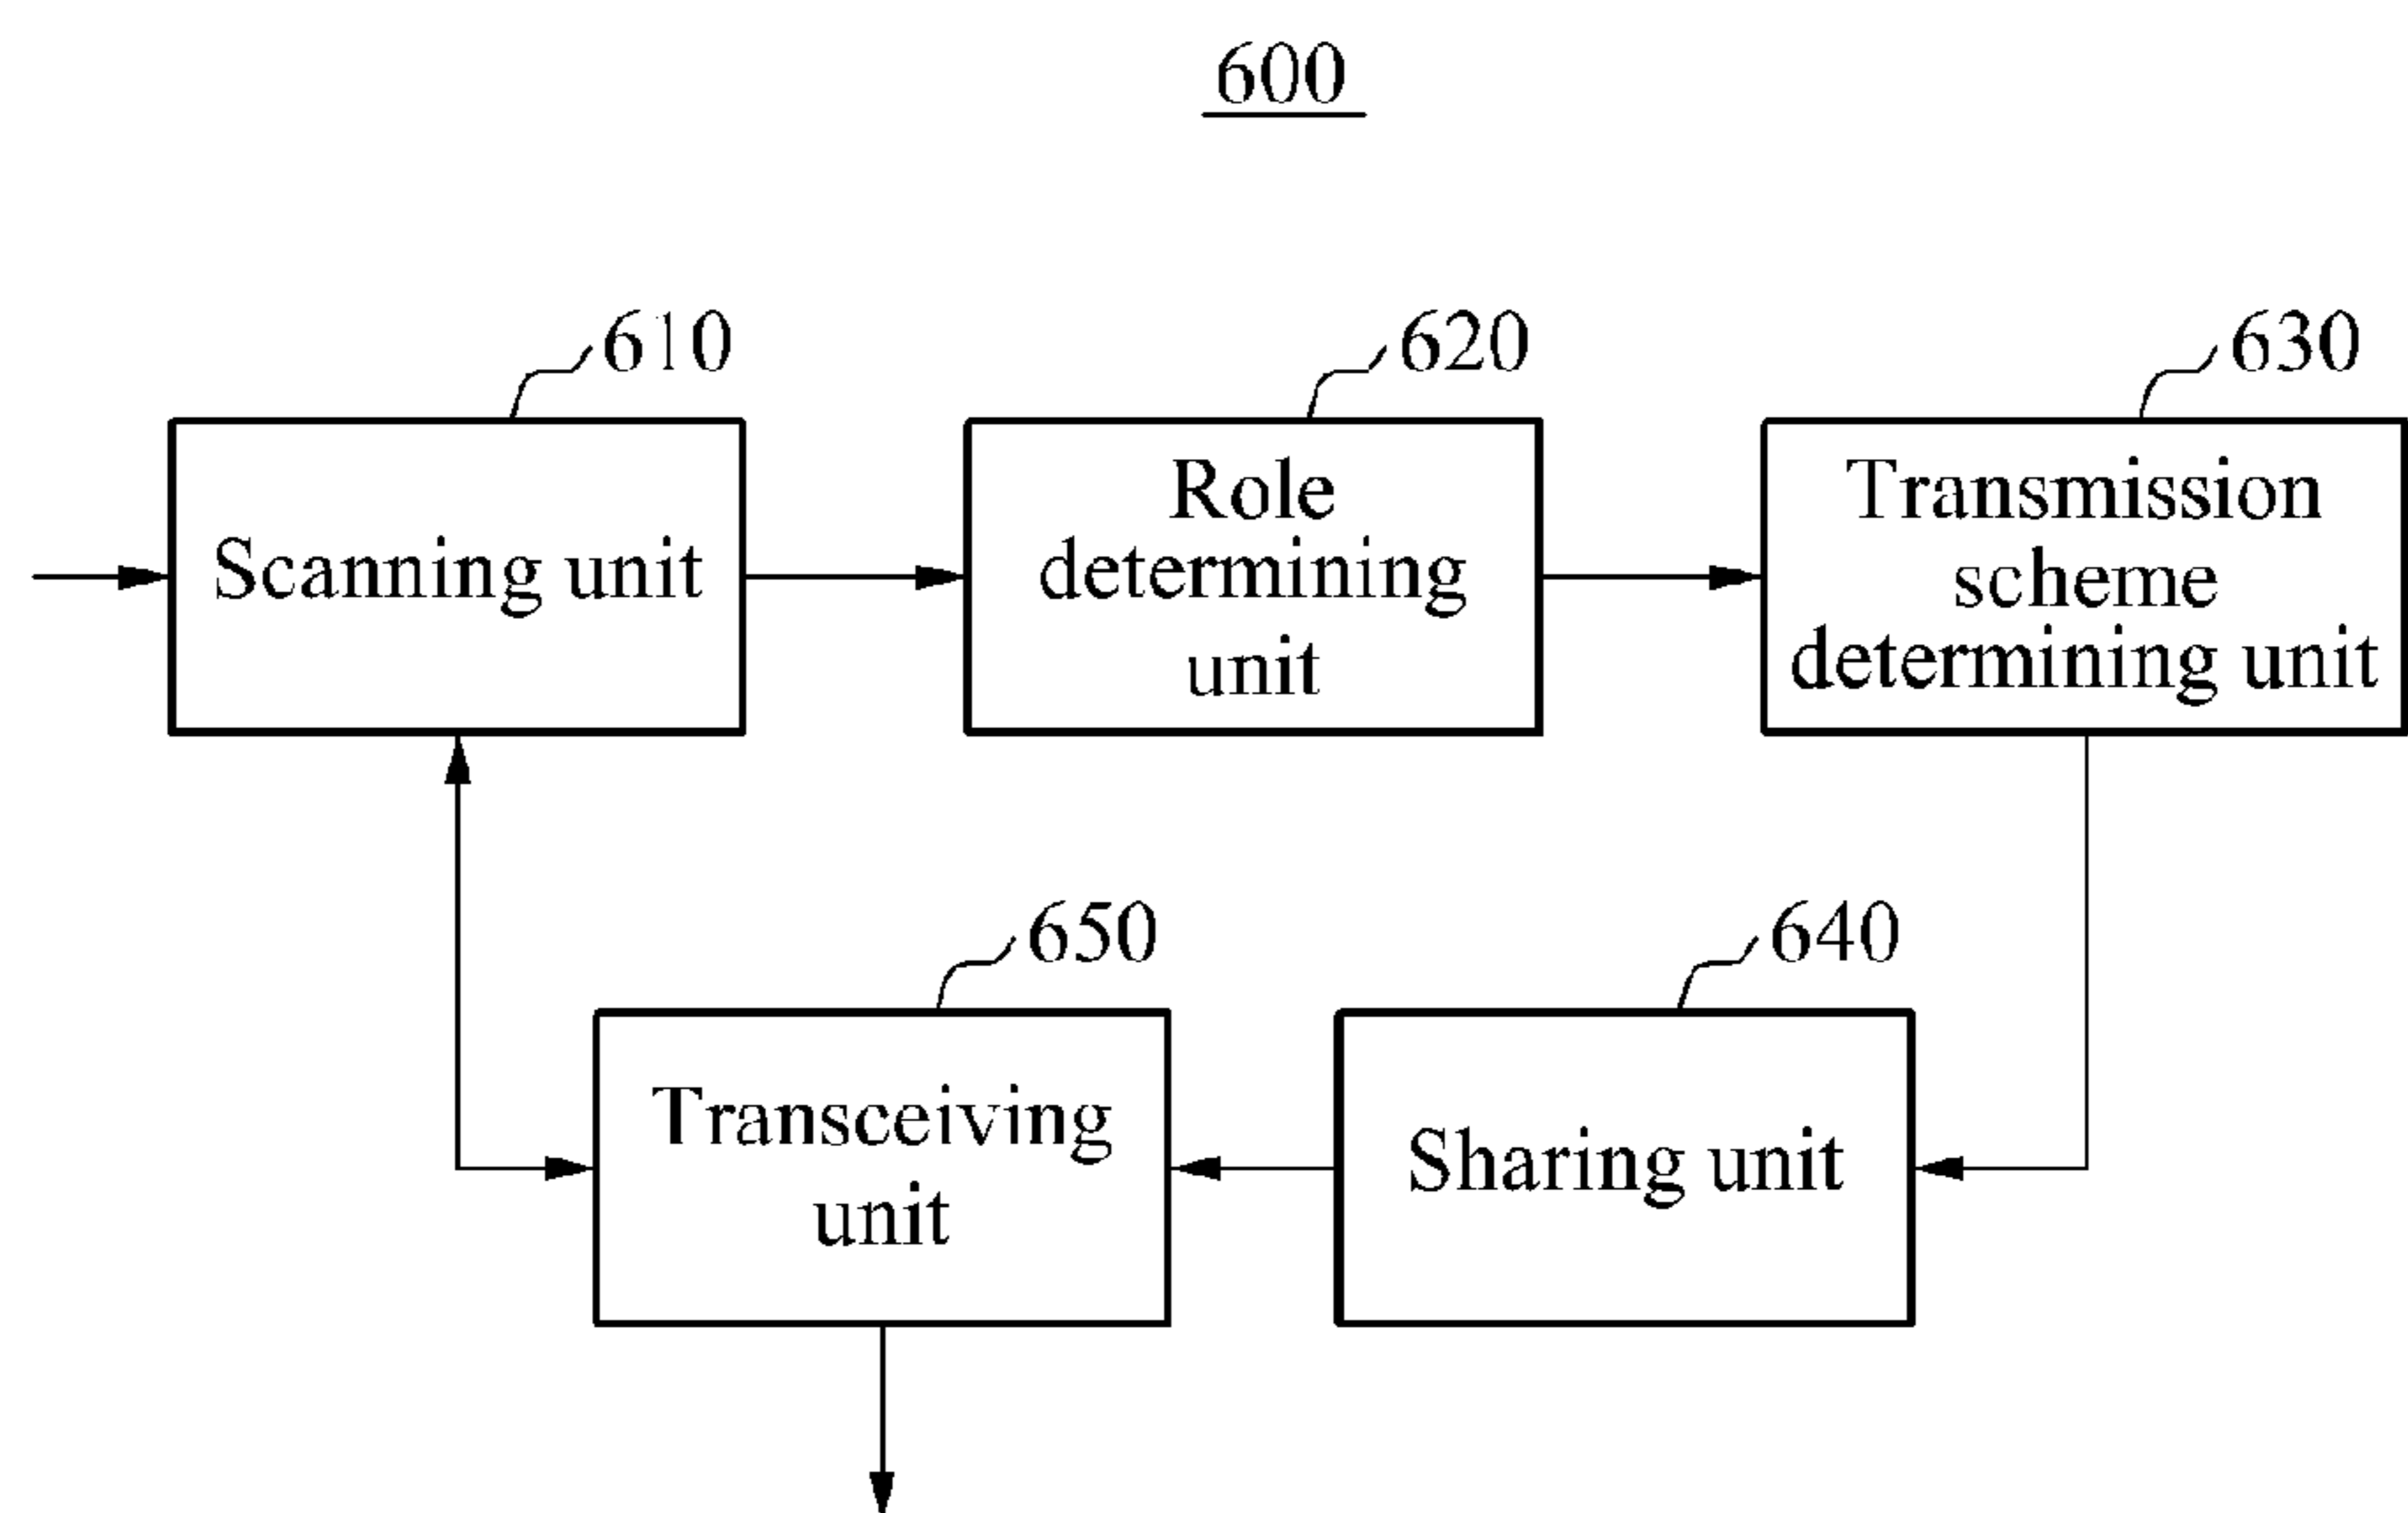 600
610
620
630
Scanning unit
Role
determining
unit
Transmission
scheme
determining unit
650
640
Transceiving
unit
Sharing unit